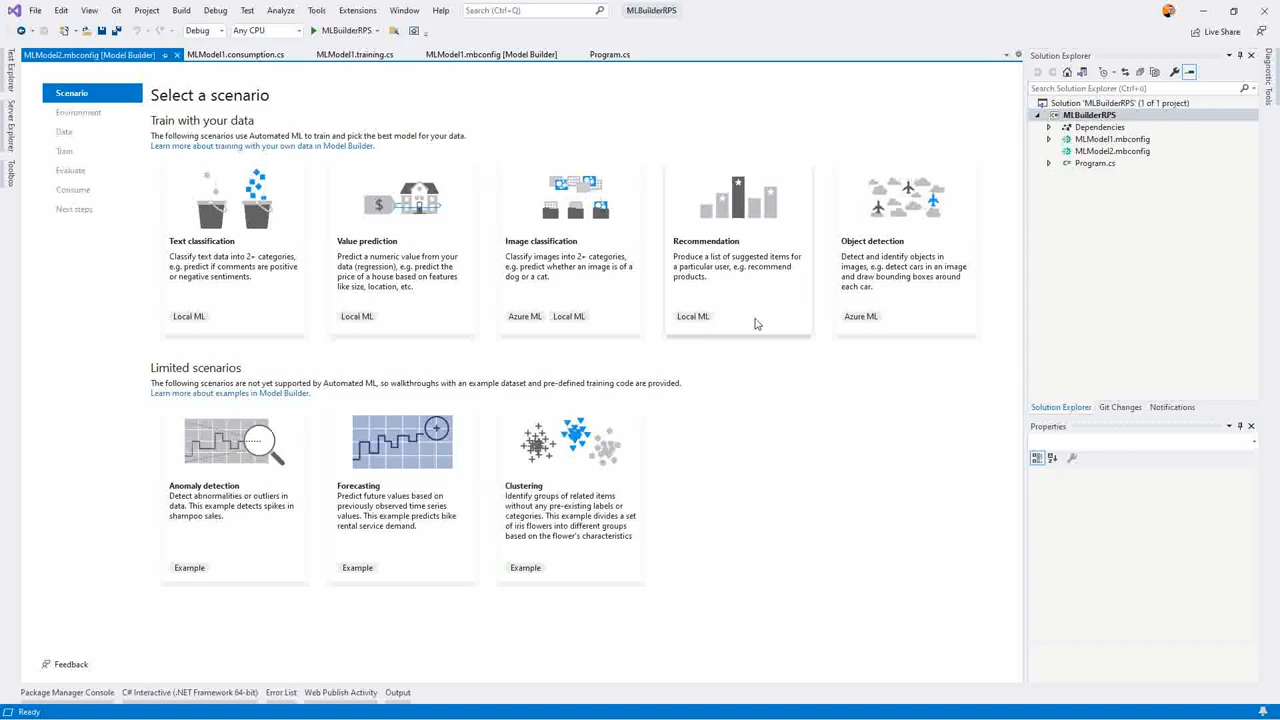 File Edit View Git Project Build Debug Test Analyze Tools Extensions Window Help Search (Ctrl+Q) MLBuilderRPS
Debug Any CPU MLBuilderRPS Live Share
MLModel2.mbconfig [Model Builder] MLModel1.consumption.cs MLModel1.training.cs MLModel1.mbconfig [Model Builder] Program.cs
Test Explorer
Server Explorer
Toolbox
Scenario
Environment
Data
Train
Evaluate
Consume
Next steps
Select a scenario
Train with your data
The following scenarios use Automated ML to train and pick the best model for your data.
Learn more about training with your own data in Model Builder.
Text classification
Classify text data into 2+ categories,
e.g. predict if comments are positive
or negative sentiments.
Local ML
Value prediction
Predict a numeric value from your
data (regression), e.g. predict the
price of a house based on features
like size, location, etc.
Local ML
Image classification
Classify images into 2+ categories,
e.g. predict whether an image is of a
dog or a cat.
Azure ML Local ML
Recommendation
Produce a list of suggested items for
a particular user, e.g. recommend
products.
Local ML
Object detection
Detect and identify objects in
images, e.g. detect cars in an image
and draw bounding boxes around
each car.
Azure ML
Limited scenarios
The following scenarios are not yet supported by Automated ML, so walkthroughs with an example dataset and pre-defined training code are provided.
Learn more about examples in Model Builder.
Anomaly detection
Detect abnormalities or outliers in
data. This example detects spikes in
shampoo sales.
Example
Forecasting
Predict future values based on
previously observed time series
values. This example predicts bike
rental service demand.
Example
Clustering
Identify groups of related items
without any pre-existing labels or
categories. This example divides a set
of iris flowers into different groups
based on the flower's characteristics
Example
Feedback
Solution Explorer
Search Solution Explorer (Ctrl+ü)
Solution 'MLBuilderRPS' (1 of 1 project)
MLBuilderRPS
Dependencies
MLModel1.mbconfig
MLModel2.mbconfig
Program.cs
Solution Explorer Git Changes Notifications
Properties
Diagnostic Tools
Package Manager Console C# Interactive (.NET Framework 64-bit) Error List Web Publish Activity Output
Ready